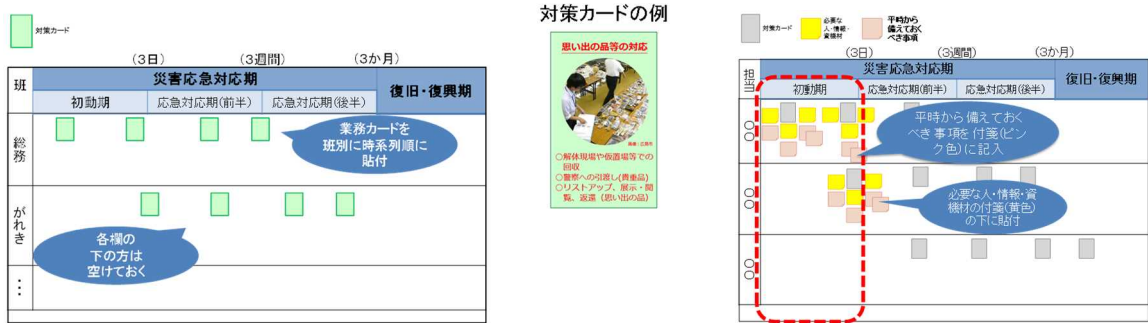 対策カード
(3日)
(3週間)
(3か月)
班
災害応急対応期
復旧・復興期
初動期
応急対応期(前半)
応急対応期(後半)
総務
業務カードを
班別に時系列順に
貼付
がれき
各欄の
下の方は
空けておく
・・・
対策カードの例
思い出の品等の対応
○解体現場や仮置場等での
回収
○警察への引渡し(貴重品)
○リストアップ、展示・閲
覧、返還(思い出の品)
対策カード
必要な
人・情報・
資機材
平時から
備えておく
べき事項
(3日)
(3週間)
(3か月)
担当
災害応急対応期
復旧・復興期
初動期
応急対応期(前半)
応急対応期(後半)
○○
平時から備えておく
べき事項を付箋(ピン
ク色)に記入
○○
必要な人・情報・資
機材の付箋(黄色)
の下に貼付
○○